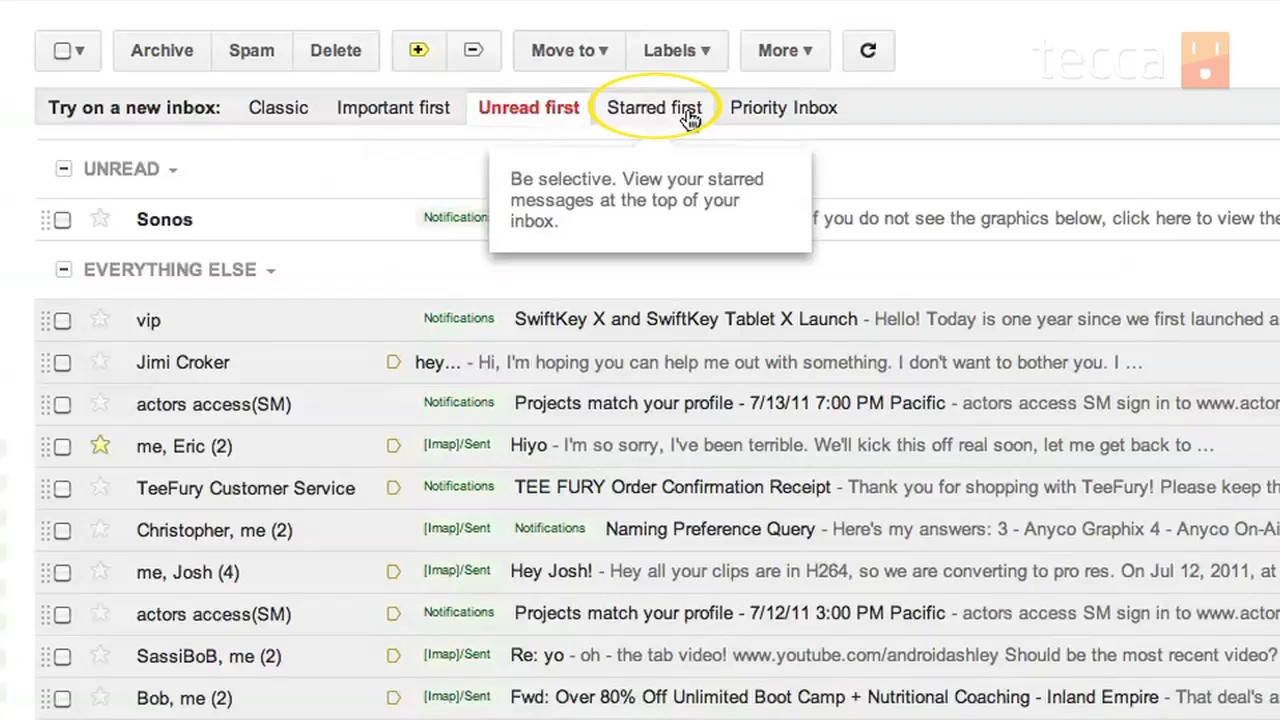 Archive Spam Delete Move to Labels More
tecca
Try on a new inbox: Classic Important first Unread first Starred first Priority Inbox
UNREAD
Be selective. View your starred
messages at the top of your
inbox.
Sonos Notifications f you do not see the graphics below, click here to view the
EVERYTHING ELSE
vip Notifications SwiftKey X and SwiftKey Tablet X Launch - Hello! Today is one year since we first launched a
Jimi Croker hey... - Hi, I'm hoping you can help me out with something. I don't want to bother you. I ...
actors access(SM) Notifications Projects match your profile - 7/13/11 7:00 PM Pacific - actors access SM sign in to www.actor
me, Eric (2) [Imap]/Sent Hiyo - I'm so sorry, I've been terrible. We'll kick this off real soon, let me get back to ...
TeeFury Customer Service Notifications TEE FURY Order Confirmation Receipt - Thank you for shopping with TeeFury! Please keep th
Christopher, me (2) [Imap]/Sent Notifications Naming Preference Query - Here's my answers: 3 - Anyco Graphix 4 - Anyco On-Ai
me, Josh (4) [Imap]/Sent Hey Josh! - Hey all your clips are in H264, so we are converting to pro res. On Jul 12, 2011, at
actors access(SM) Notifications Projects match your profile - 7/12/11 3:00 PM Pacific - actors access SM sign in to www.actor
SassiBoB, me (2) [Imap]/Sent Re: yo - oh - the tab video! www.youtube.com/androidashley Should be the most recent video?
Bob, me (2) [Imap]/Sent Fwd: Over 80% Off Unlimited Boot Camp + Nutritional Coaching - Inland Empire - That deal's a